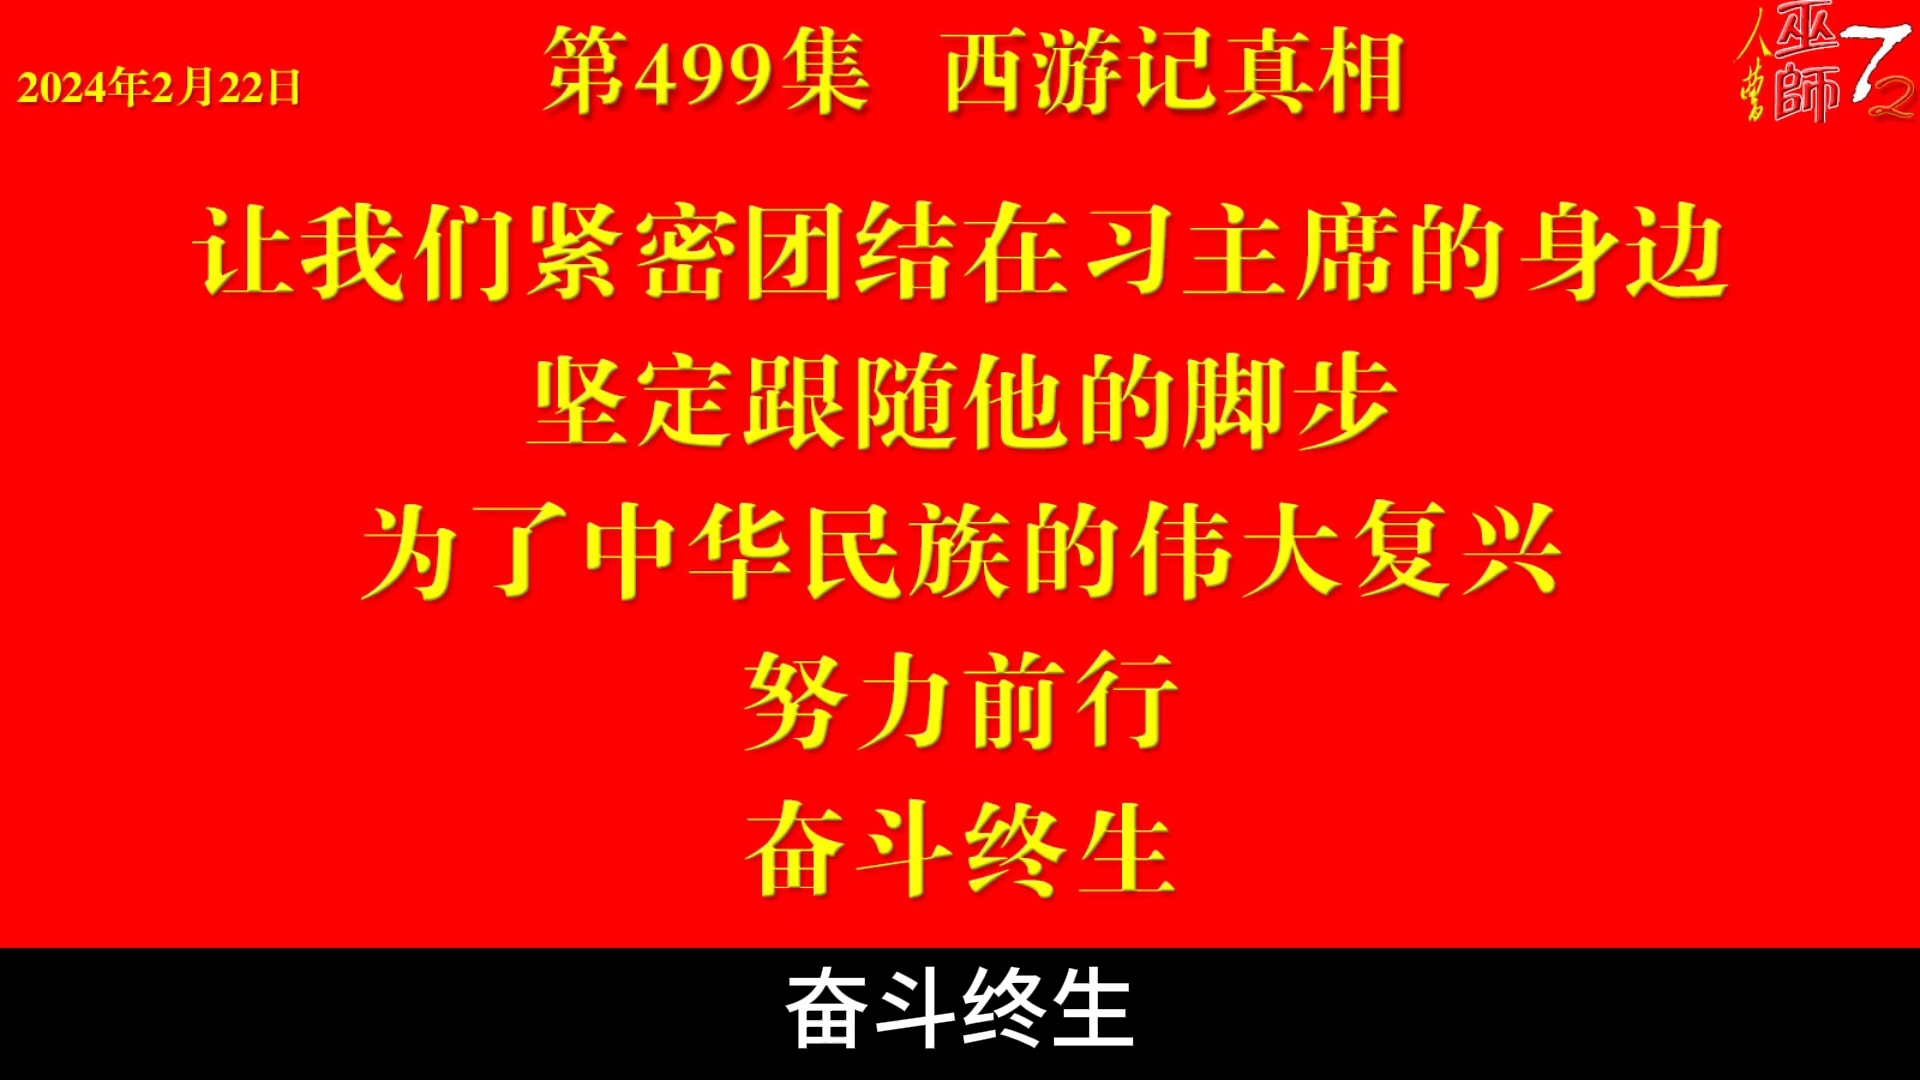 2024年2月22日
第499集 西游记真相
人曹
巫師
72
让我们紧密团结在习主席的身边
坚定跟随他的脚步
为了中华民族的伟大复兴
努力前行
奋斗终生
奋斗终生